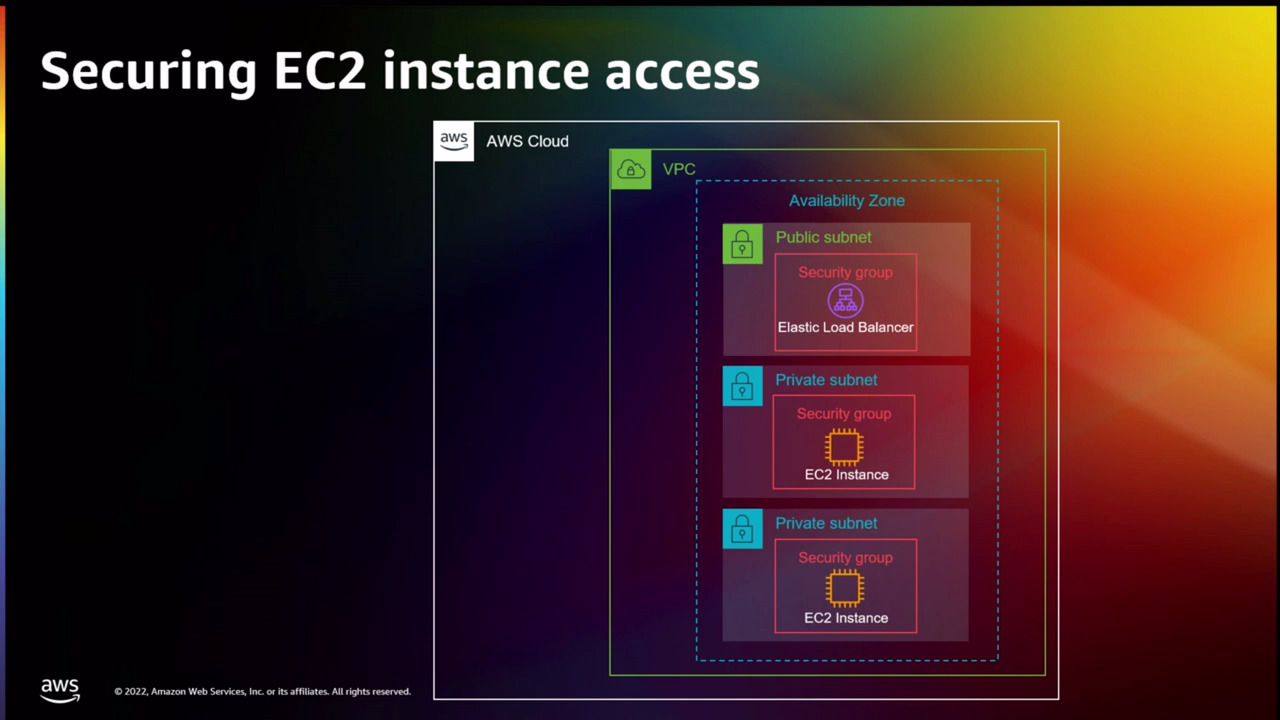 Securing EC2 instance access
aws
AWS Cloud
VPC
Availability Zone
Public subnet
Security group
Elastic Load Balancer
Private subnet
Security group
EC2 Instance
Private subnet
Security group
EC2 Instance
aws
© 2022, Amazon Web Services, Inc. or its affiliates. All rights reserved.